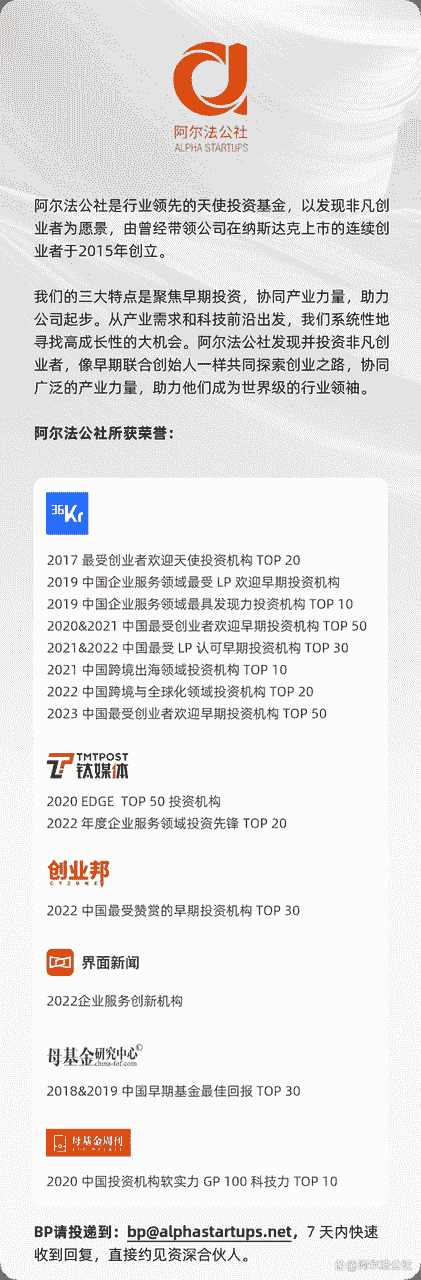 阿尔法公社
ALPHA STARTUPS
阿尔法公社是行业领先的天使投资基金，以发现非凡创
业者为愿景，由曾经带领公司在纳斯达克上市的连续创
业者于2015年创立。
我们的三大特点是聚焦早期投资，协同产业力量，助力
公司起步。从产业需求和科技前沿出发，我们系统性地
寻找高成长性的大机会。阿尔法公社发现并投资非凡创
业者，像早期联合创始人一样共同探索创业之路，协同
广泛的产业力量，助力他们成为世界级的行业领袖。
阿尔法公社所获荣誉：
36Kr
2017 最受创业者欢迎天使投资机构 TOP 20
2019 中国企业服务领域最受 LP 欢迎早期投资机构
2019 中国企业服务领域最具发现力投资机构 TOP 10
2020&2021 中国最受创业者欢迎早期投资机构 TOP 50
2021&2022 中国最受 LP 认可早期投资机构 TOP 30
2021 中国跨境出海领域投资机构 TOP 10
2022 中国跨境与全球化领域投资机构 TOP 20
2023 中国最受创业者欢迎早期投资机构 TOP 50
TMTPOST
钛媒体
2020 EDGE TOP 50 投资机构
2022 年度企业服务领域投资先锋 TOP 20
创业邦
CYZONE
2022 中国最受赞赏的早期投资机构 TOP 30
界面新闻
2022企业服务创新机构
母基金研究中心
china-fof.com
2018&2019 中国早期基金最佳回报 TOP 30
母基金周刊
FOF WEEKLY
2020 中国投资机构软实力 GP 100 科技力 TOP 10
BP请投递到：bp@alphastartups.net，7 天内快速
收到回复，直接约见资深合伙人。
@阿尔法公社